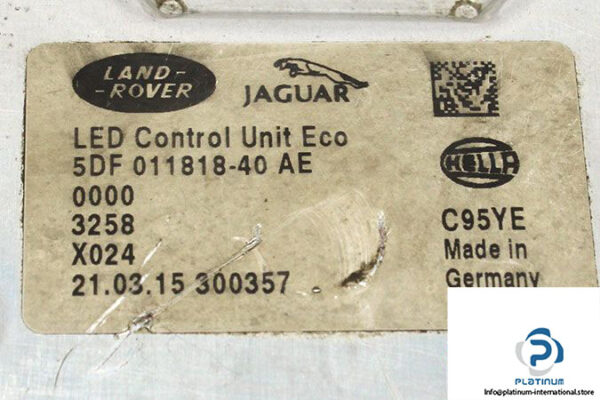 LAND-
-ROVER
JAGUAR
LED Control Unit Eco
5DF 011818-40 AE
0000
3258
X024
21.03.15 300357
HELLA
C95YE
Made in
Germany
PLATINUM
Info@platinum-international.store